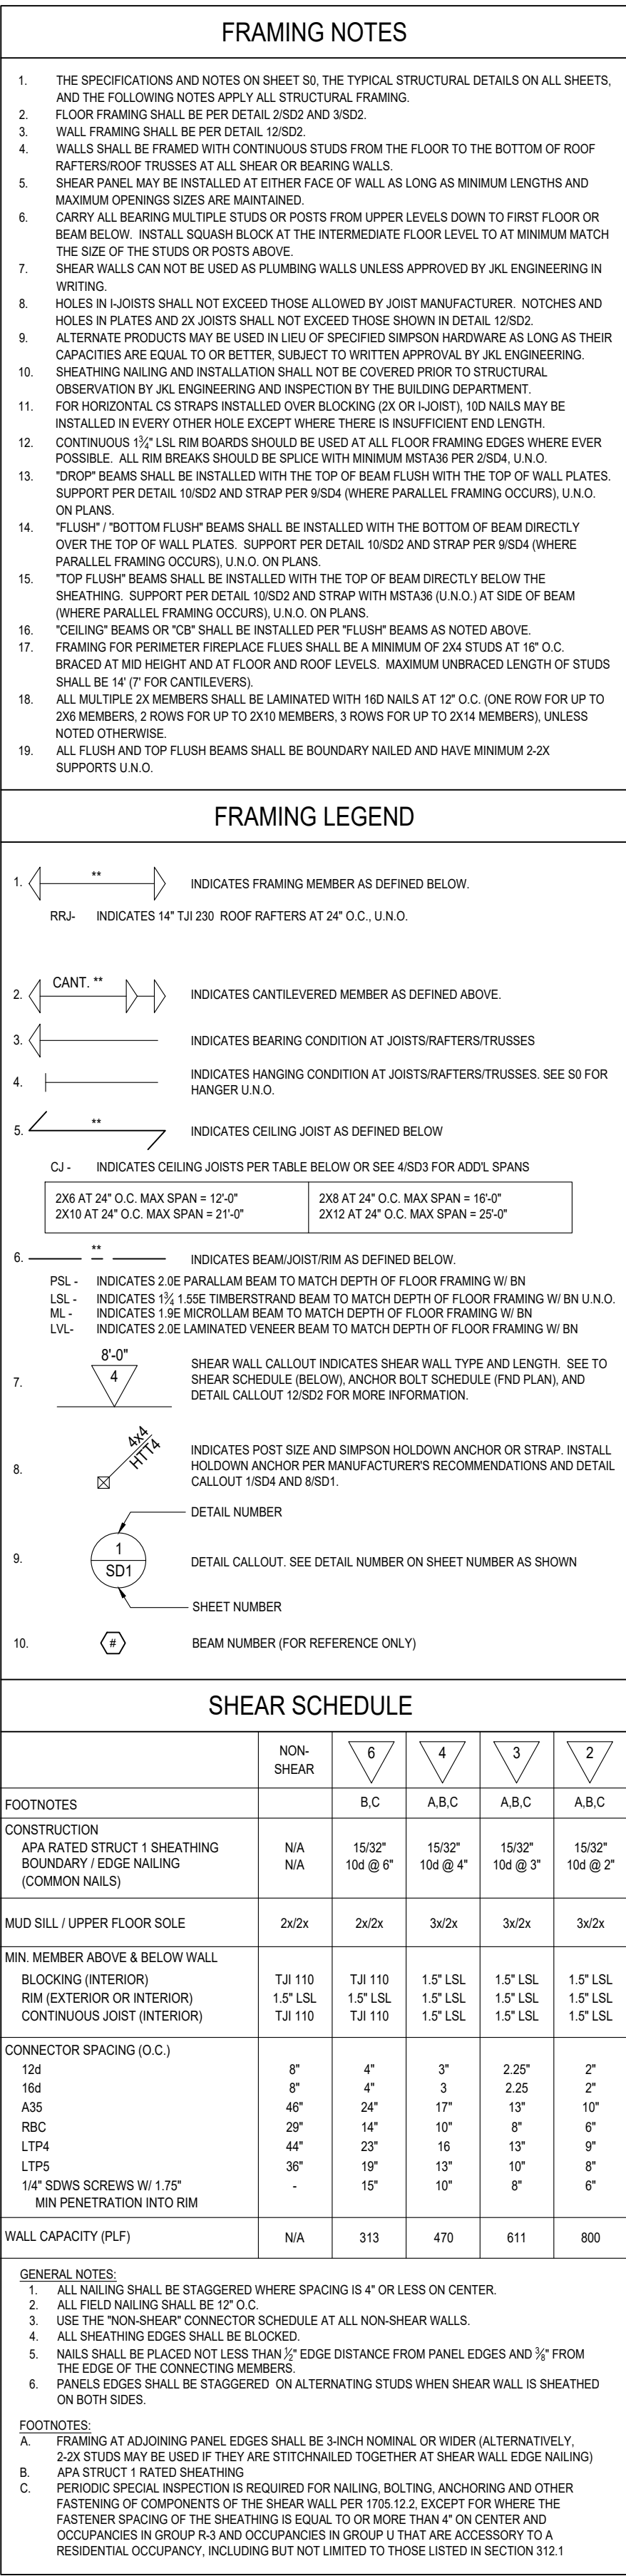 FRAMING NOTES
1. THE SPECIFICATIONS AND NOTES ON SHEET S0, THE TYPICAL STRUCTURAL DETAILS ON ALL SHEETS,
AND THE FOLLOWING NOTES APPLY ALL STRUCTURAL FRAMING.
2. FLOOR FRAMING SHALL BE PER DETAIL 2/SD2 AND 3/SD2.
3. WALL FRAMING SHALL BE PER DETAIL 12/SD2.
4. WALLS SHALL BE FRAMED WITH CONTINUOUS STUDS FROM THE FLOOR TO THE BOTTOM OF ROOF
RAFTERS/ROOF TRUSSES AT ALL SHEAR OR BEARING WALLS.
5. SHEAR PANEL MAY BE INSTALLED AT EITHER FACE OF WALL AS LONG AS MINIMUM LENGTHS AND
MAXIMUM OPENINGS SIZES ARE MAINTAINED.
6. CARRY ALL BEARING MULTIPLE STUDS OR POSTS FROM UPPER LEVELS DOWN TO FIRST FLOOR OR
BEAM BELOW. INSTALL SQUASH BLOCK AT THE INTERMEDIATE FLOOR LEVEL TO AT MINIMUM MATCH
THE SIZE OF THE STUDS OR POSTS ABOVE.
7. SHEAR WALLS CAN NOT BE USED AS PLUMBING WALLS UNLESS APPROVED BY JKL ENGINEERING IN
WRITING.
8. HOLES IN I-JOISTS SHALL NOT EXCEED THOSE ALLOWED BY JOIST MANUFACTURER. NOTCHES AND
HOLES IN PLATES AND 2X JOISTS SHALL NOT EXCEED THOSE SHOWN IN DETAIL 12/SD2.
9. ALTERNATE PRODUCTS MAY BE USED IN LIEU OF SPECIFIED SIMPSON HARDWARE AS LONG AS THEIR
CAPACITIES ARE EQUAL TO OR BETTER, SUBJECT TO WRITTEN APPROVAL BY JKL ENGINEERING.
10. SHEATHING NAILING AND INSTALLATION SHALL NOT BE COVERED PRIOR TO STRUCTURAL
OBSERVATION BY JKL ENGINEERING AND INSPECTION BY THE BUILDING DEPARTMENT.
11. FOR HORIZONTAL CS STRAPS INSTALLED OVER BLOCKING (2X OR I-JOIST), 10D NAILS MAY BE
INSTALLED IN EVERY OTHER HOLE EXCEPT WHERE THERE IS INSUFFICIENT END LENGTH.
12. CONTINUOUS 1¾" LSL RIM BOARDS SHOULD BE USED AT ALL FLOOR FRAMING EDGES WHERE EVER
POSSIBLE. ALL RIM BREAKS SHOULD BE SPLICE WITH MINIMUM MSTA36 PER 2/SD4, U.N.O.
13. "DROP" BEAMS SHALL BE INSTALLED WITH THE TOP OF BEAM FLUSH WITH THE TOP OF WALL PLATES.
SUPPORT PER DETAIL 10/SD2 AND STRAP PER 9/SD4 (WHERE PARALLEL FRAMING OCCURS), U.N.O.
ON PLANS.
14. "FLUSH" / "BOTTOM FLUSH" BEAMS SHALL BE INSTALLED WITH THE BOTTOM OF BEAM DIRECTLY
OVER THE TOP OF WALL PLATES. SUPPORT PER DETAIL 10/SD2 AND STRAP PER 9/SD4 (WHERE
PARALLEL FRAMING OCCURS), U.N.O. ON PLANS.
15. "TOP FLUSH" BEAMS SHALL BE INSTALLED WITH THE TOP OF BEAM DIRECTLY BELOW THE
SHEATHING. SUPPORT PER DETAIL 10/SD2 AND STRAP WITH MSTA36 (U.N.O.) AT SIDE OF BEAM
(WHERE PARALLEL FRAMING OCCURS), U.N.O. ON PLANS.
16. "CEILING" BEAMS OR "CB" SHALL BE INSTALLED PER "FLUSH" BEAMS AS NOTED ABOVE.
17. FRAMING FOR PERIMETER FIREPLACE FLUES SHALL BE A MINIMUM OF 2X4 STUDS AT 16" O.C.
BRACED AT MID HEIGHT AND AT FLOOR AND ROOF LEVELS. MAXIMUM UNBRACED LENGTH OF STUDS
SHALL BE 14' (7' FOR CANTILEVERS).
18. ALL MULTIPLE 2X MEMBERS SHALL BE LAMINATED WITH 16D NAILS AT 12" O.C. (ONE ROW FOR UP TO
2X6 MEMBERS, 2 ROWS FOR UP TO 2X10 MEMBERS, 3 ROWS FOR UP TO 2X14 MEMBERS), UNLESS
NOTED OTHERWISE.
19. ALL FLUSH AND TOP FLUSH BEAMS SHALL BE BOUNDARY NAILED AND HAVE MINIMUM 2-2X
SUPPORTS U.N.O.
FRAMING LEGEND
1. ** INDICATES FRAMING MEMBER AS DEFINED BELOW.
RRJ- INDICATES 14" TJI 230 ROOF RAFTERS AT 24" O.C., U.N.O.
2. CANT. ** INDICATES CANTILEVERED MEMBER AS DEFINED ABOVE.
3. INDICATES BEARING CONDITION AT JOISTS/RAFTERS/TRUSSES
4. INDICATES HANGING CONDITION AT JOISTS/RAFTERS/TRUSSES. SEE S0 FOR
HANGER U.N.O.
5. ** INDICATES CEILING JOIST AS DEFINED BELOW
CJ - INDICATES CEILING JOISTS PER TABLE BELOW OR SEE 4/SD3 FOR ADD'L SPANS
2X6 AT 24" O.C. MAX SPAN = 12'-0" 2X8 AT 24" O.C. MAX SPAN = 16'-0"
2X10 AT 24" O.C. MAX SPAN = 21'-0" 2X12 AT 24" O.C. MAX SPAN = 25'-0"
6. ** INDICATES BEAM/JOIST/RIM AS DEFINED BELOW.
PSL - INDICATES 2.0E PARALLAM BEAM TO MATCH DEPTH OF FLOOR FRAMING W/ BN
LSL - INDICATES 1¾ 1.55E TIMBERSTRAND BEAM TO MATCH DEPTH OF FLOOR FRAMING W/ BN U.N.O.
ML - INDICATES 1.9E MICROLLAM BEAM TO MATCH DEPTH OF FLOOR FRAMING W/ BN
LVL- INDICATES 2.0E LAMINATED VENEER BEAM TO MATCH DEPTH OF FLOOR FRAMING W/ BN
7. 8'-0" 4
SHEAR WALL CALLOUT INDICATES SHEAR WALL TYPE AND LENGTH. SEE TO
SHEAR SCHEDULE (BELOW), ANCHOR BOLT SCHEDULE (FND PLAN), AND
DETAIL CALLOUT 12/SD2 FOR MORE INFORMATION.
8. 4x4 HTT4
INDICATES POST SIZE AND SIMPSON HOLDOWN ANCHOR OR STRAP. INSTALL
HOLDOWN ANCHOR PER MANUFACTURER'S RECOMMENDATIONS AND DETAIL
CALLOUT 1/SD4 AND 8/SD1.
DETAIL NUMBER
9. 1 SD1 DETAIL CALLOUT. SEE DETAIL NUMBER ON SHEET NUMBER AS SHOWN
SHEET NUMBER
10. # BEAM NUMBER (FOR REFERENCE ONLY)
SHEAR SCHEDULE
NON-SHEAR 6 4 3 2
FOOTNOTES B,C A,B,C A,B,C A,B,C
CONSTRUCTION
APA RATED STRUCT 1 SHEATHING N/A 15/32" 15/32" 15/32" 15/32"
BOUNDARY / EDGE NAILING N/A 10d @ 6" 10d @ 4" 10d @ 3" 10d @ 2"
(COMMON NAILS)
MUD SILL / UPPER FLOOR SOLE 2x/2x 2x/2x 3x/2x 3x/2x 3x/2x
MIN. MEMBER ABOVE & BELOW WALL
BLOCKING (INTERIOR) TJI 110 TJI 110 1.5" LSL 1.5" LSL 1.5" LSL
RIM (EXTERIOR OR INTERIOR) 1.5" LSL 1.5" LSL 1.5" LSL 1.5" LSL 1.5" LSL
CONTINUOUS JOIST (INTERIOR) TJI 110 TJI 110 1.5" LSL 1.5" LSL 1.5" LSL
CONNECTOR SPACING (O.C.)
12d 8" 4" 3" 2.25" 2"
16d 8" 4" 3 2.25 2"
A35 46" 24" 17" 13" 10"
RBC 29" 14" 10" 8" 6"
LTP4 44" 23" 16 13" 9"
LTP5 36" 19" 13" 10" 8"
1/4" SDWS SCREWS W/ 1.75" - 15" 10" 8" 6"
MIN PENETRATION INTO RIM
WALL CAPACITY (PLF) N/A 313 470 611 800
GENERAL NOTES:
1. ALL NAILING SHALL BE STAGGERED WHERE SPACING IS 4" OR LESS ON CENTER.
2. ALL FIELD NAILING SHALL BE 12" O.C.
3. USE THE "NON-SHEAR" CONNECTOR SCHEDULE AT ALL NON-SHEAR WALLS.
4. ALL SHEATHING EDGES SHALL BE BLOCKED.
5. NAILS SHALL BE PLACED NOT LESS THAN ½" EDGE DISTANCE FROM PANEL EDGES AND ⅜" FROM
THE EDGE OF THE CONNECTING MEMBERS.
6. PANELS EDGES SHALL BE STAGGERED ON ALTERNATING STUDS WHEN SHEAR WALL IS SHEATHED
ON BOTH SIDES.
FOOTNOTES:
A. FRAMING AT ADJOINING PANEL EDGES SHALL BE 3-INCH NOMINAL OR WIDER (ALTERNATIVELY,
2-2X STUDS MAY BE USED IF THEY ARE STITCHNAILED TOGETHER AT SHEAR WALL EDGE NAILING)
B. APA STRUCT 1 RATED SHEATHING
C. PERIODIC SPECIAL INSPECTION IS REQUIRED FOR NAILING, BOLTING, ANCHORING AND OTHER
FASTENING OF COMPONENTS OF THE SHEAR WALL PER 1705.12.2, EXCEPT FOR WHERE THE
FASTENER SPACING OF THE SHEATHING IS EQUAL TO OR MORE THAN 4" ON CENTER AND
OCCUPANCIES IN GROUP R-3 AND OCCUPANCIES IN GROUP U THAT ARE ACCESSORY TO A
RESIDENTIAL OCCUPANCY, INCLUDING BUT NOT LIMITED TO THOSE LISTED IN SECTION 312.1